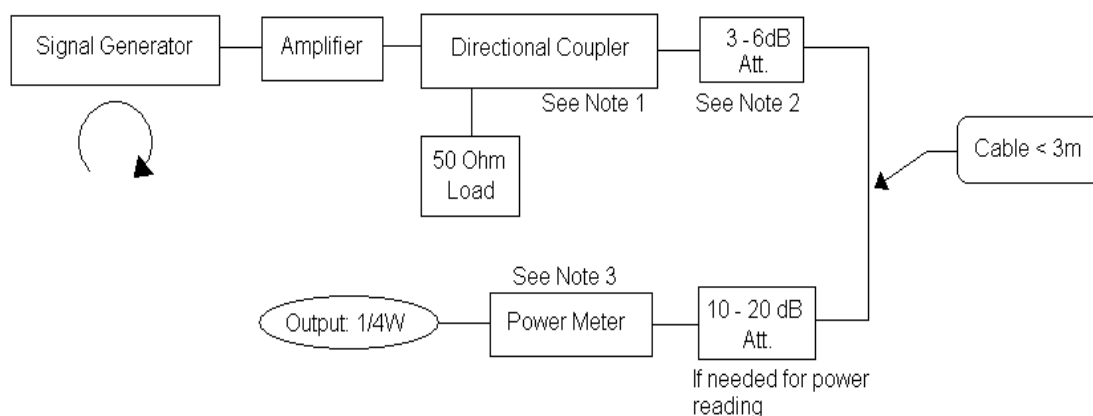 Signal Generator
Amplifier
Directional Coupler
3 - 6dB
Att.
See Note 1
See Note 2
50 Ohm
Load
Cable < 3m
See Note 3
Output: 1/4W
Power Meter
10 - 20 dB
Att.
If needed for power
reading